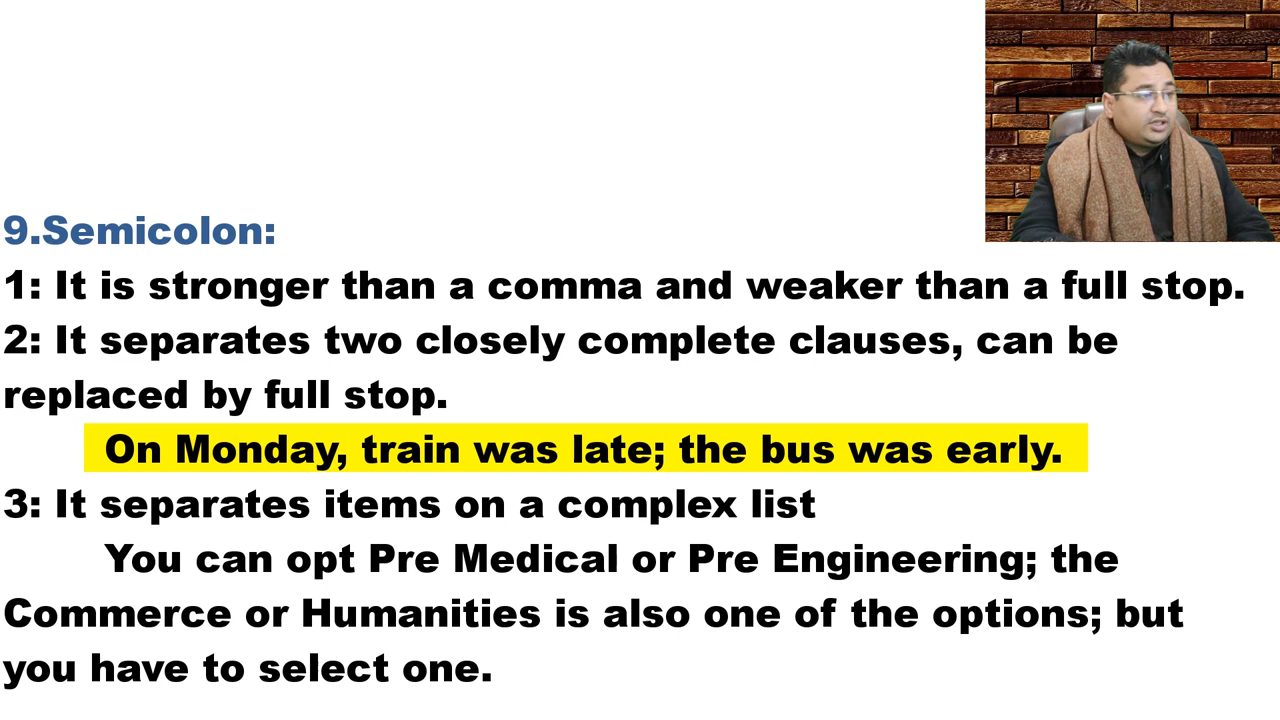 9.Semicolon:
1: It is stronger than a comma and weaker than a full stop.
2: It separates two closely complete clauses, can be
replaced by full stop.
On Monday, train was late; the bus was early.
3: It separates items on a complex list
You can opt Pre Medical or Pre Engineering; the
Commerce or Humanities is also one of the options; but
you have to select one.